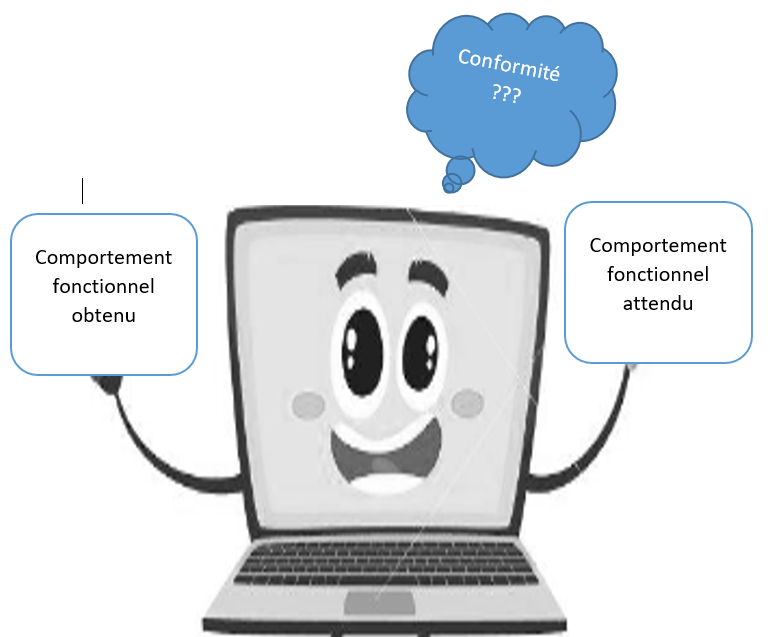 Conformité
???
Comportement
fonctionnel
obtenu
Comportement
fonctionnel
attendu